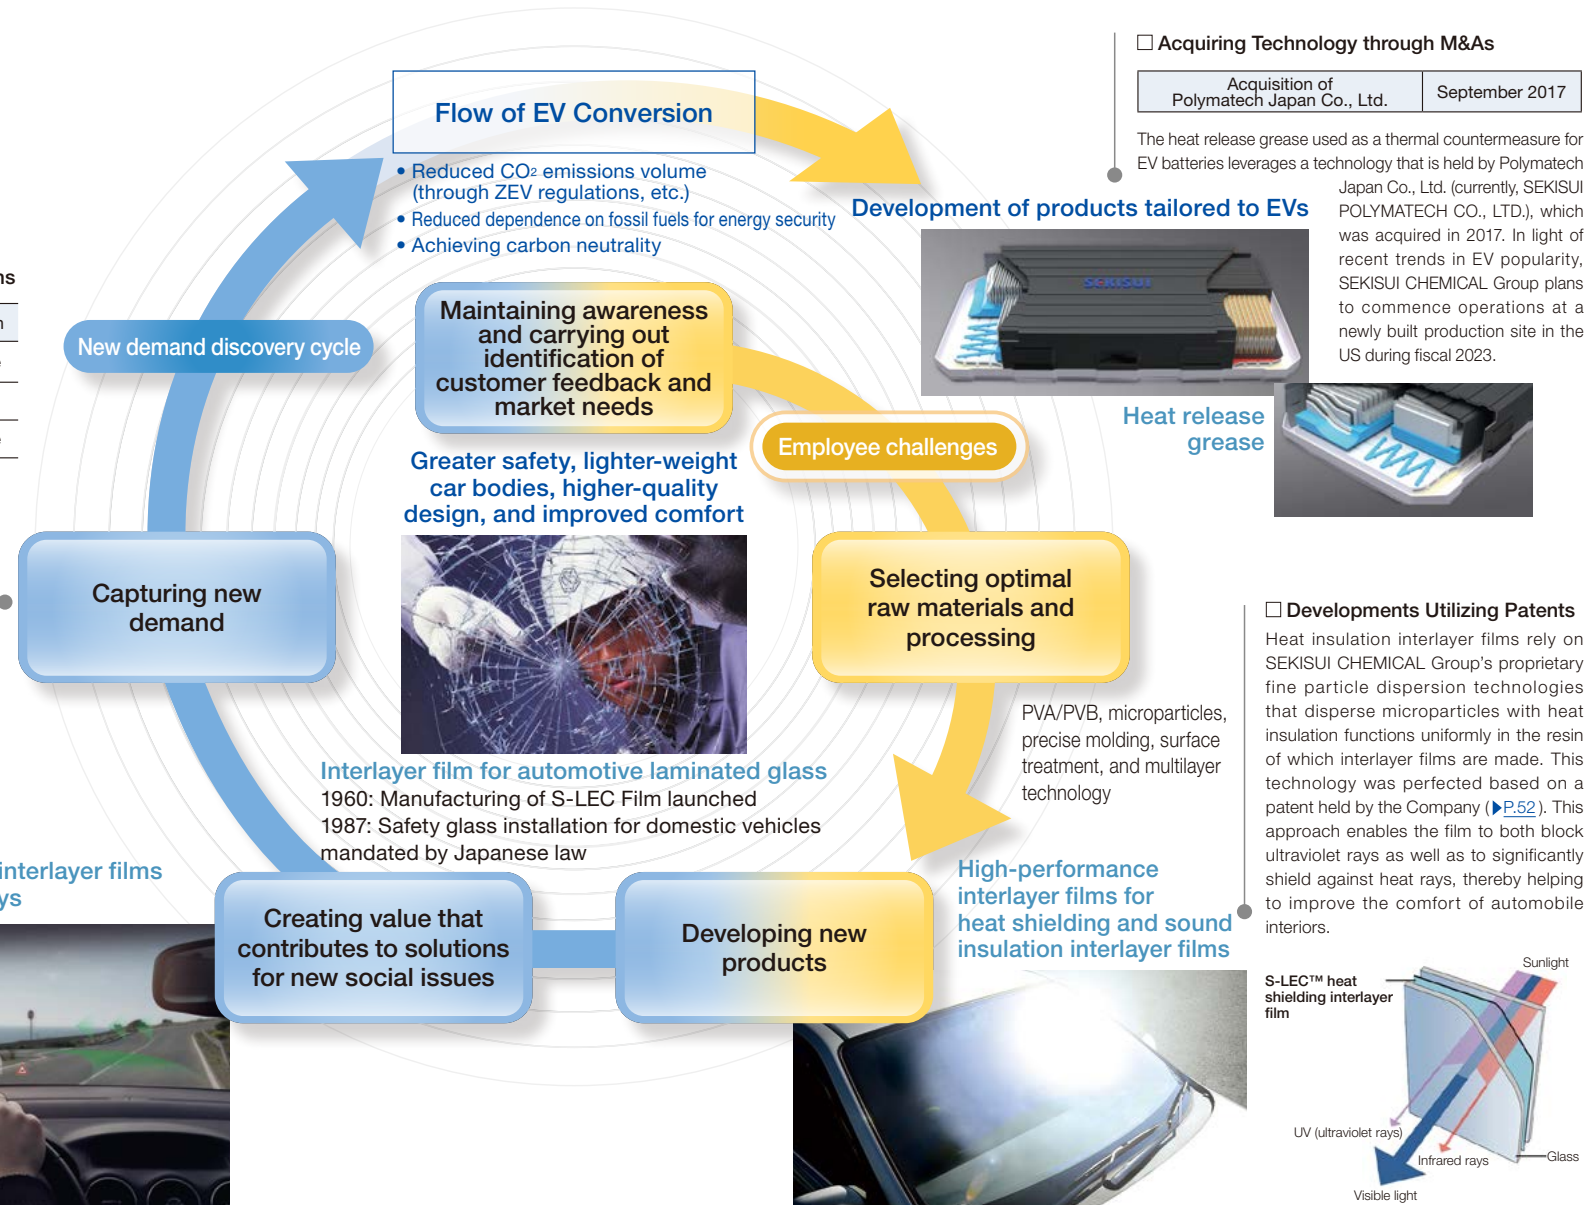 Flow of EV Conversion
• Reduced CO2 emissions volume
(through ZEV regulations, etc.)
• Reduced dependence on fossil fuels for energy security
• Achieving carbon neutrality
New demand discovery cycle
Maintaining awareness
and carrying out
identification of
customer feedback and
market needs
Employee challenges
Greater safety, lighter-weight
car bodies, higher-quality
design, and improved comfort
Capturing new
demand
Selecting optimal
raw materials and
processing
PVA/PVB, microparticles,
precise molding, surface
treatment, and multilayer
technology
Interlayer film for automotive laminated glass
1960: Manufacturing of S-LEC Film launched
1987: Safety glass installation for domestic vehicles
mandated by Japanese law
interlayer films
ys
Creating value that
contributes to solutions
for new social issues
Developing new
products
High-performance
interlayer films for
heat shielding and sound
insulation interlayer films
□ Acquiring Technology through M&As
Acquisition of
Polymatech Japan Co., Ltd.
September 2017
The heat release grease used as a thermal countermeasure for
EV batteries leverages a technology that is held by Polymatech
Japan Co., Ltd. (currently, SEKISUI
POLYMATECH CO., LTD.), which
was acquired in 2017. In light of
recent trends in EV popularity,
SEKISUI CHEMICAL Group plans
to commence operations at a
newly built production site in the
US during fiscal 2023.
Development of products tailored to EVs
SEKISUI
Heat release
grease
□ Developments Utilizing Patents
Heat insulation interlayer films rely on
SEKISUI CHEMICAL Group's proprietary
fine particle dispersion technologies
that disperse microparticles with heat
insulation functions uniformly in the resin
of which interlayer films are made. This
technology was perfected based on a
patent held by the Company (▶P.52). This
approach enables the film to both block
ultraviolet rays as well as to significantly
shield against heat rays, thereby helping
to improve the comfort of automobile
interiors.
S-LEC™ heat
shielding interlayer
film
Sunlight
UV (ultraviolet rays)
Infrared rays
Glass
Visible light